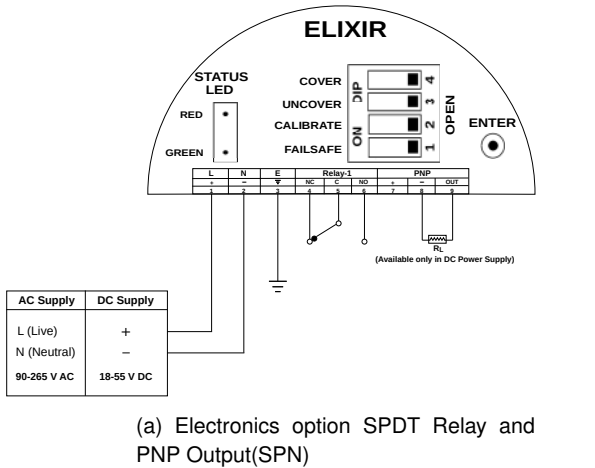 ELIXIR
STATUS
LED
RED
GREEN
COVER
UNCOVER
CALIBRATE
FAILSAFE
DIP
ON
4
3
2
1
OPEN
ENTER
L N E Relay-1 PNP
+ − NC C NO + − OUT
1 2 3 4 5 6 7 8 9
RL
(Available only in DC Power Supply)
AC Supply DC Supply
L (Live) +
N (Neutral) −
90-265 V AC 18-55 V DC
(a) Electronics option SPDT Relay and
PNP Output(SPN)